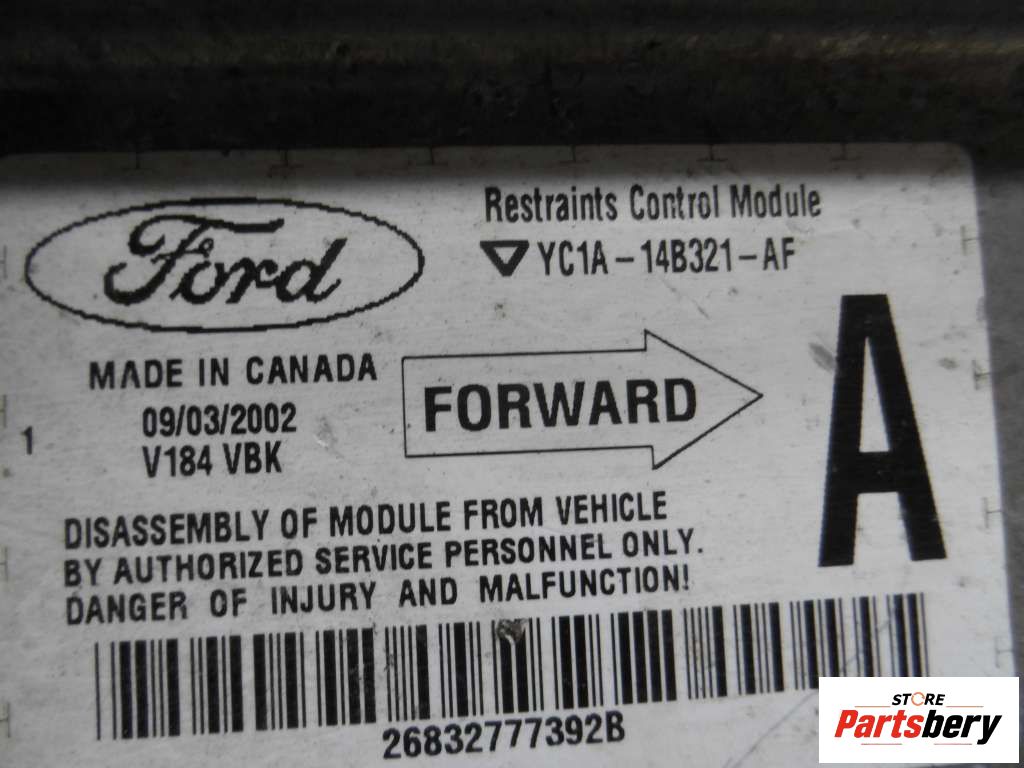 Ford
Restraints Control Module
YC1A-14B321-AF
MADE IN CANADA
09/03/2002
V184 VBK
1
FORWARD
A
DISASSEMBLY OF MODULE FROM VEHICLE
BY AUTHORIZED SERVICE PERSONNEL ONLY.
DANGER OF INJURY AND MALFUNCTION!
26832777392B
STORE
Partsbery